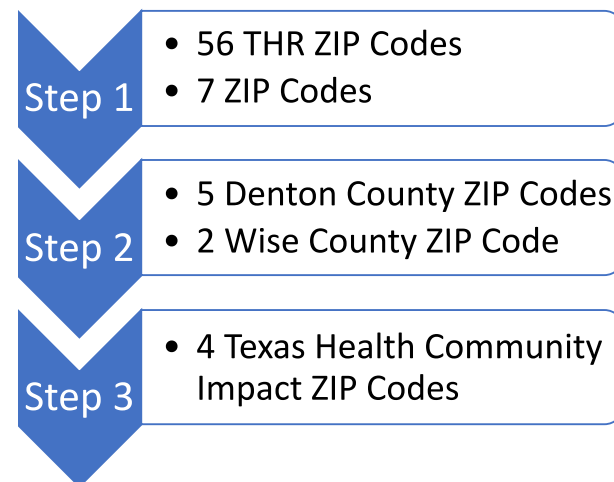 Step 1
• 56 THR ZIP Codes
• 7 ZIP Codes
Step 2
• 5 Denton County ZIP Codes
• 2 Wise County ZIP Code
Step 3
• 4 Texas Health Community
Impact ZIP Codes